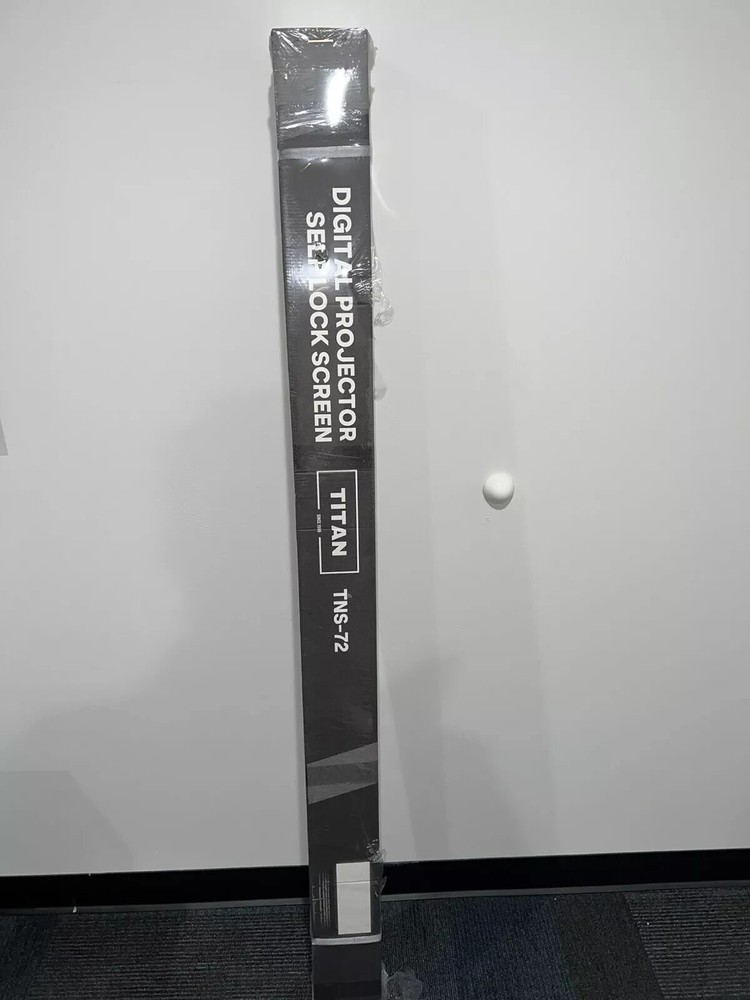 DIGITAL PROJECTOR
SELF LOCK SCREEN
TITAN
TNS-72